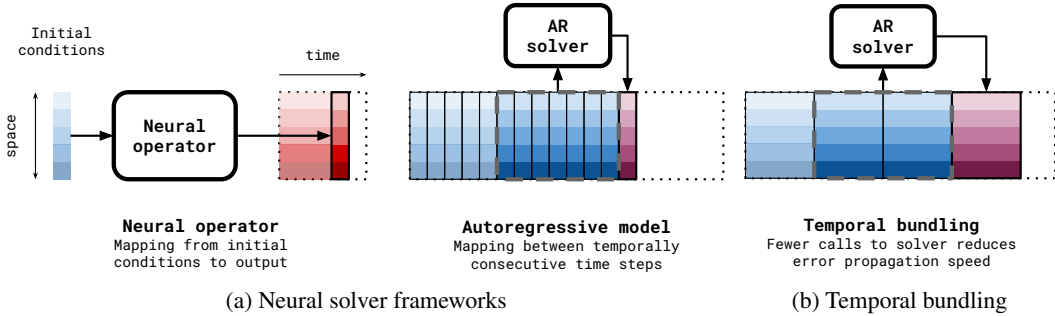 Initial
conditions
space
Neural
operator
time
Neural operator
Mapping from initial
conditions to output
AR
solver
Autoregressive model
Mapping between temporally
consecutive time steps
(a) Neural solver frameworks
AR
solver
Temporal bundling
Fewer calls to solver reduces
error propagation speed
(b) Temporal bundling